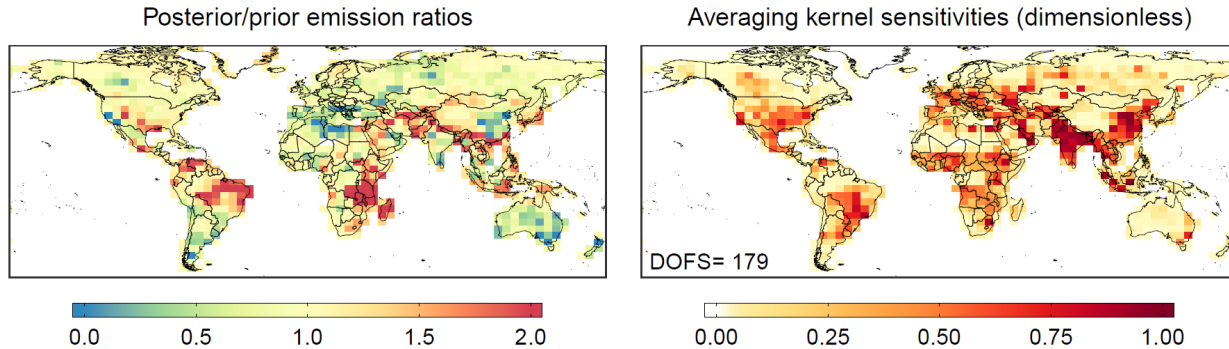 Posterior/prior emission ratios
Averaging kernel sensitivities (dimensionless)
DOFS= 179
0.0 0.5 1.0 1.5 2.0
0.00 0.25 0.50 0.75 1.00